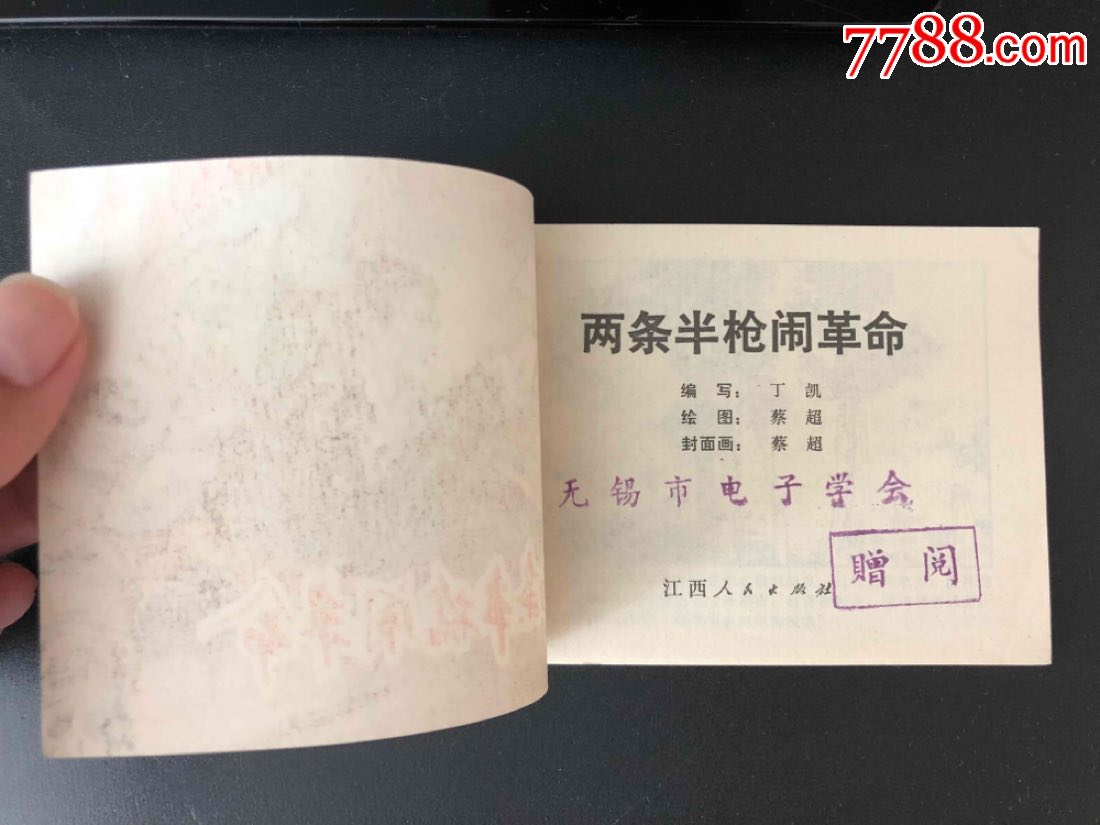 7788.com
两条半枪闹革命
编 写：丁 凯
绘 图：蔡 超
封面画：蔡 超
无锡市电子学会
江西人民出版社
贈 阅